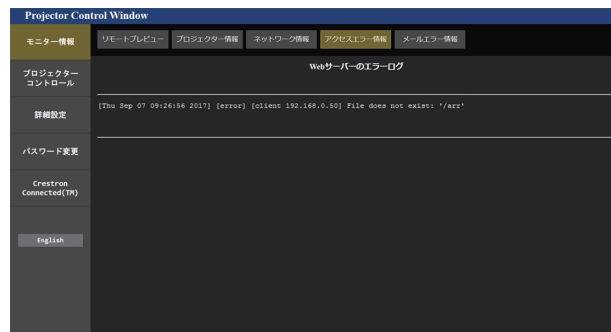 Projector Control Window
モニター情報
リモートプレビュー
プロジェクター情報
ネットワーク情報
アクセスエラー情報
メールエラー情報
プロジェクター
コントロール
詳細設定
パスワード変更
Crestron
Connected(TM)
English
Webサーバーのエラーログ
[Thu Sep 07 09:26:56 2017] [error] [client 192.168.0.50] File does not exist: '/arr'